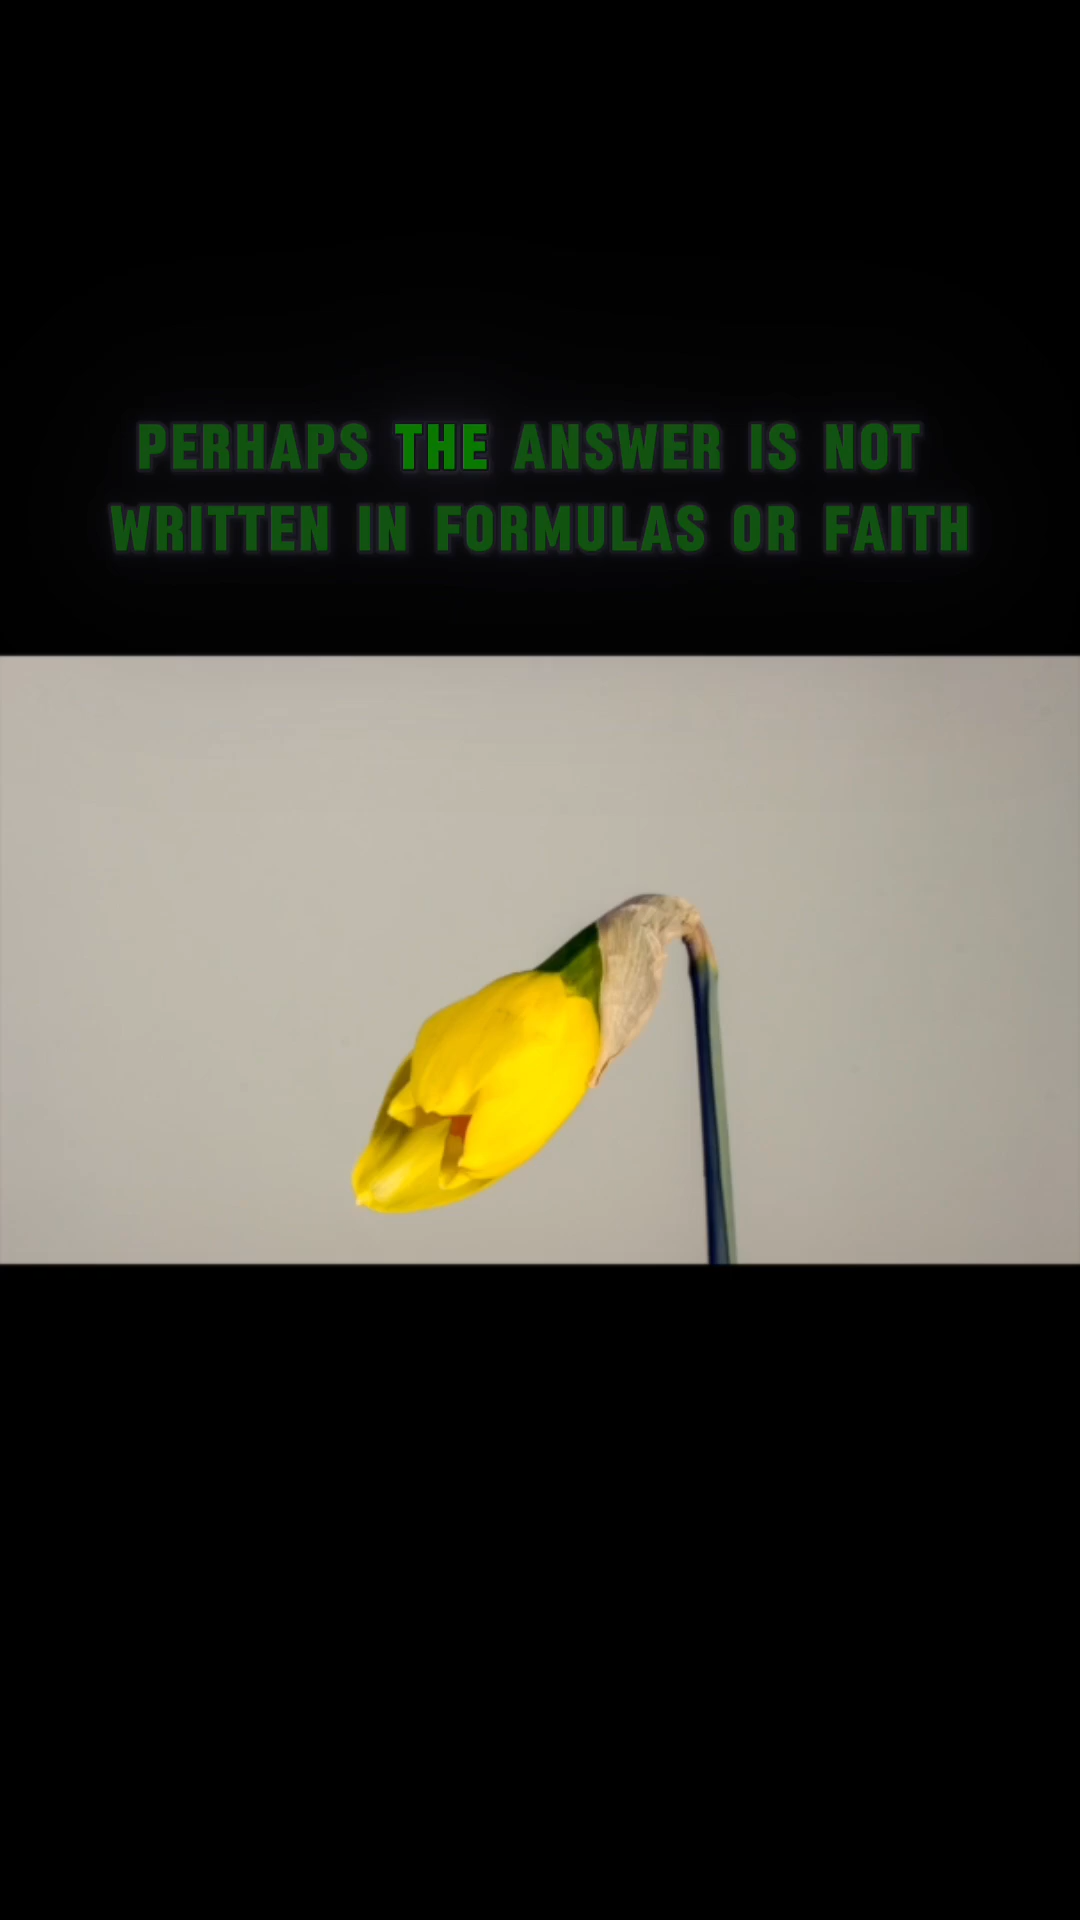 PERHAPS THE ANSWER IS NOT
WRITTEN IN FORMULAS OR FAITH